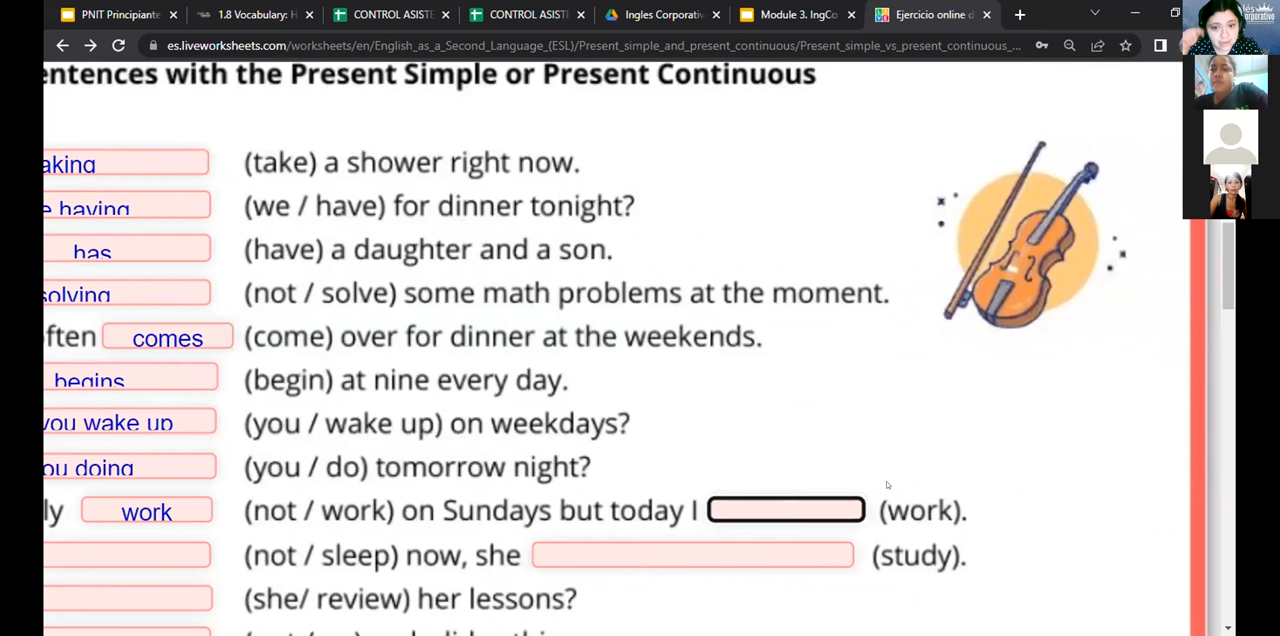 PNIT Principiante
1.8 Vocabulary: H
CONTROL ASISTE
CONTROL ASISTE
Ingles Corporativ
Module 3. IngCo
Ejercicio online d
es.liveworksheets.com/worksheets/en/English_as_a_Second_Language_(ESL)/Present_simple_and_present_continuous/Present_simple_vs_present_continuous_...
lés
corporativo
entences with the Present Simple or Present Continuous
aking (take) a shower right now.
e having (we / have) for dinner tonight?
has (have) a daughter and a son.
solving (not / solve) some math problems at the moment.
ften comes (come) over for dinner at the weekends.
begins (begin) at nine every day.
you wake up (you / wake up) on weekdays?
ou doing (you / do) tomorrow night?
ly work (not / work) on Sundays but today I (work).
(not / sleep) now, she (study).
(she/ review) her lessons?